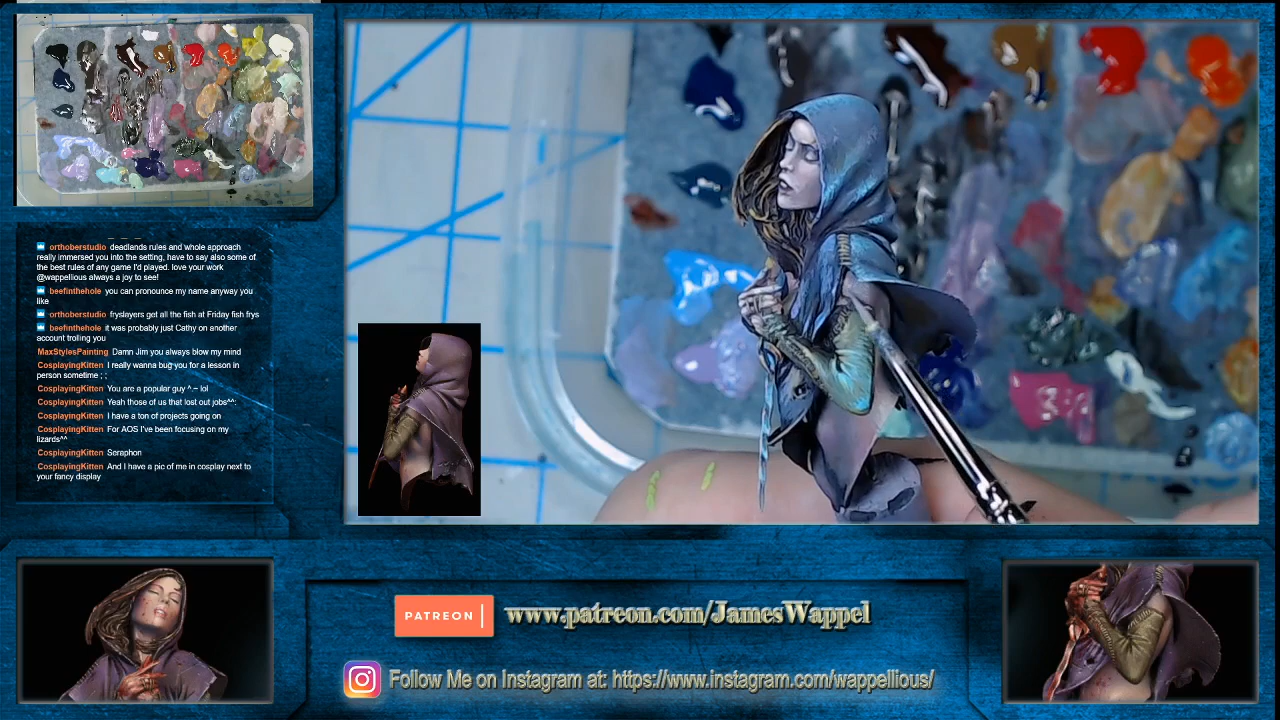 orthoberstudio deadlands rules and whole approach
really immersed you into the setting, have to say also some of
the best rules of any game I'd played. love your work
@wappellious always a joy to see!
beefinthehole you can pronounce my name anyway you
like
orthoberstudio fryslayers get all the fish at Friday fish frys
beefinthehole it was probably just Cathy on another
account trolling you
MaxStylesPainting Damn Jim you always blow my mind
CosplayingKitten I really wanna bug you for a lesson in
person sometime ; ;
CosplayingKitten You are a popular guy ^.~ lol
CosplayingKitten Yeah those of us that lost out jobs^^;
CosplayingKitten I have a ton of projects going on
CosplayingKitten For AOS I've been focusing on my
lizards^^
CosplayingKitten Seraphon
CosplayingKitten And I have a pic of me in cosplay next to
your fancy display
PATREON www.patreon.com/JamesWappel
Follow Me on Instagram at: https://www.instagram.com/wappellious/